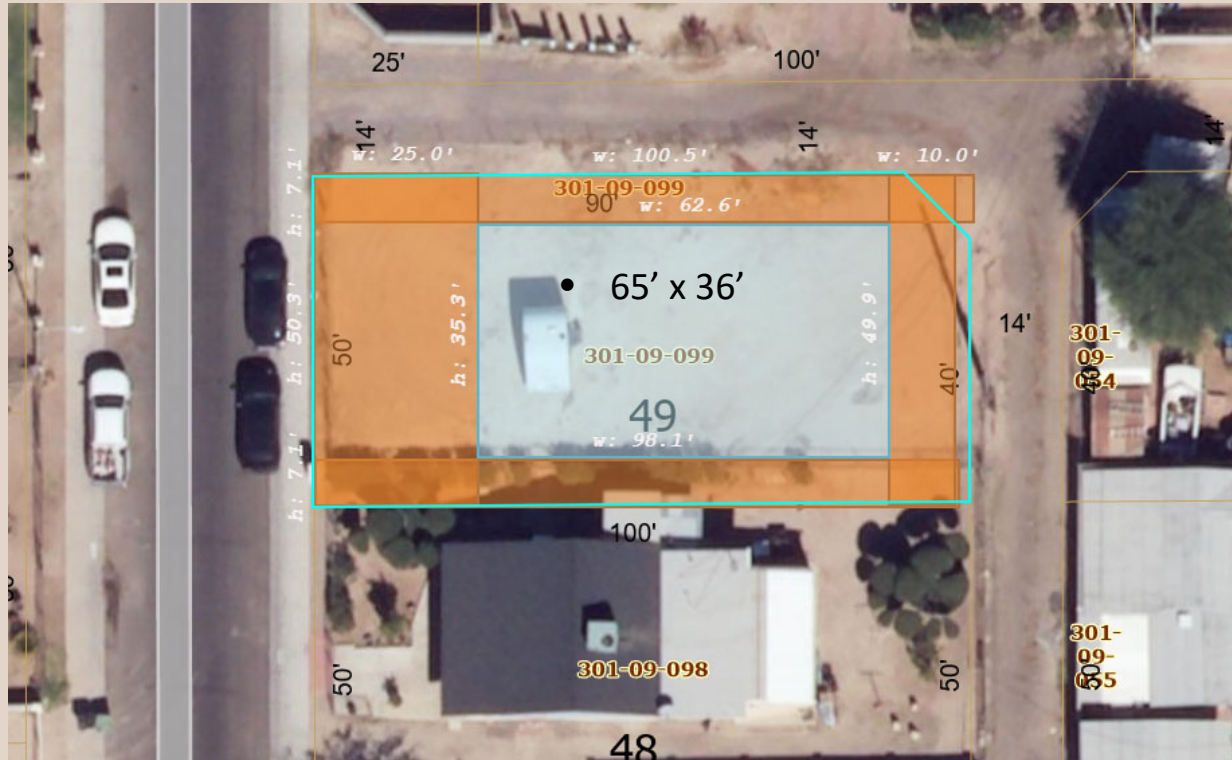 25'
100'
14'
14'
14'
w: 25.0'
w: 100.5'
w: 10.0'
h: 7.1'
301-09-099
90'
w: 62.6'
• 65’ x 36’
h: 50.3'
50'
h: 35.3'
h: 49.9'
14'
301-09-099
40'
49
w: 98.1'
h: 7.1'
301-
09-
100'
301-09-098
50'
50'
301-
09-
50'
48